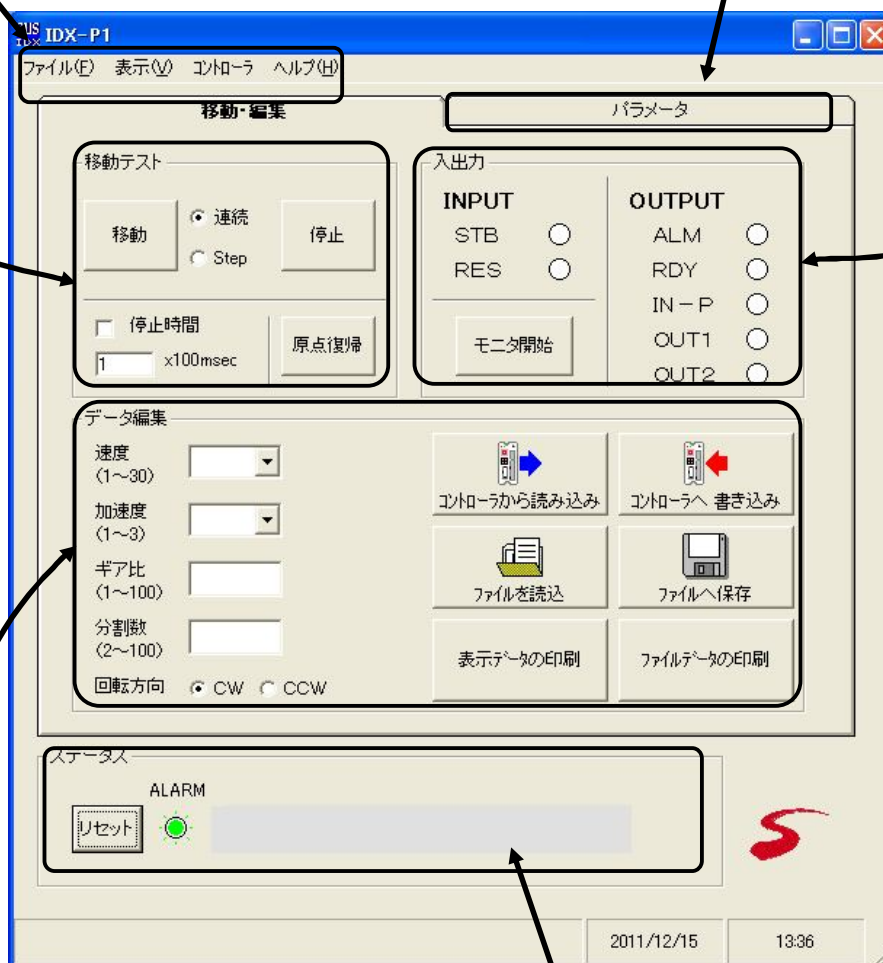 SUS
IDX
IDX-P1
ファイル(F) 表示(V) コントローラ ヘルプ(H)
移動・編集
パラメータ
移動テスト
移動
連続
Step
停止
停止時間
1 x100msec
原点復帰
入出力
INPUT
STB
RES
モニタ開始
OUTPUT
ALM
RDY
IN-P
OUT1
OUT2
データ編集
速度
(1~30)
加速度
(1~3)
ギア比
(1~100)
分割数
(2~100)
回転方向 CW CCW
コントローラから読み込み
コントローラへ 書き込み
ファイルを読込
ファイルへ保存
表示データの印刷
ファイルデータの印刷
ステータス
ALARM
リセット
2011/12/15 13:36